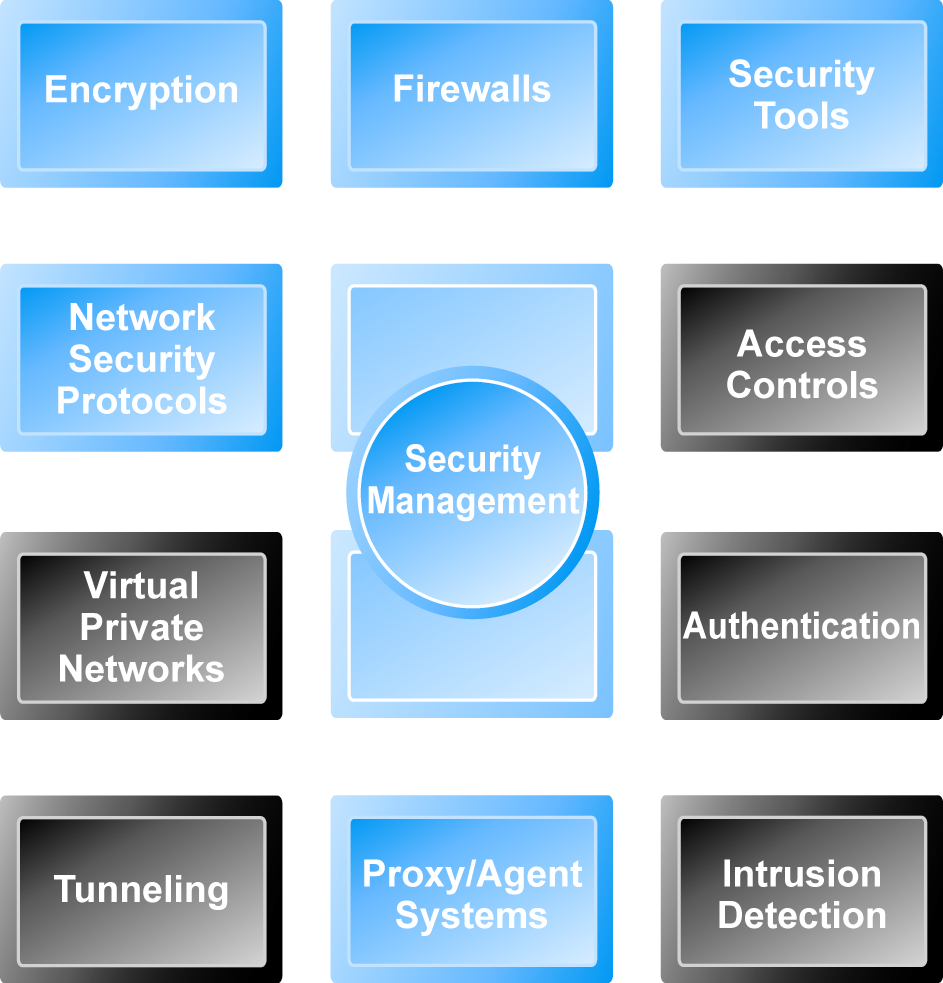 Encryption
Firewalls
Security
Tools
Network
Security
Protocols
Access
Controls
Security
Management
Virtual
Private
Networks
Authentication
Tunneling
Proxy/Agent
Systems
Intrusion
Detection